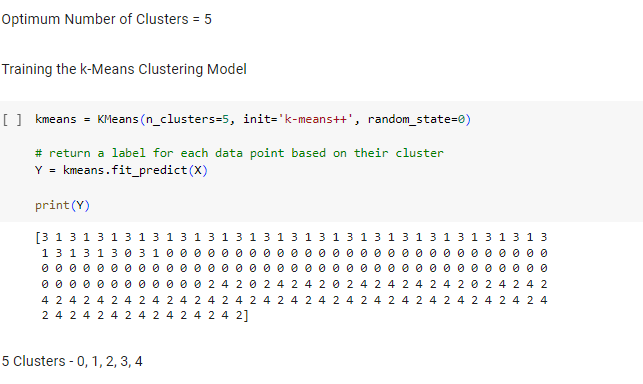 Optimum Number of Clusters = 5
Training the k-Means Clustering Model
[ ] kmeans = KMeans(n_clusters=5, init='k-means++', random_state=0)
# return a label for each data point based on their cluster
Y = kmeans.fit_predict(X)
print(Y)
[3 1 3 1 3 1 3 1 3 1 3 1 3 1 3 1 3 1 3 1 3 1 3 1 3 1 3 1 3 1 3 1 3 1 3 1 3
1 3 1 3 1 3 0 3 1 0 0 0 0 0 0 0 0 0 0 0 0 0 0 0 0 0 0 0 0 0 0 0 0 0 0 0 0
0 0 0 0 0 0 0 0 0 0 0 0 0 0 0 0 0 0 0 0 0 0 0 0 0 0 0 0 0 0 0 0 0 0 0 0 0
0 0 0 0 0 0 0 0 0 0 0 0 2 4 2 0 2 4 2 4 2 0 2 4 2 4 2 4 2 4 2 0 2 4 2 4 2
4 2 4 2 4 2 4 2 4 2 4 2 4 2 4 2 4 2 4 2 4 2 4 2 4 2 4 2 4 2 4 2 4 2 4 2 4
2 4 2 4 2 4 2 4 2 4 2 4 2 4 2]
5 Clusters - 0, 1, 2, 3, 4